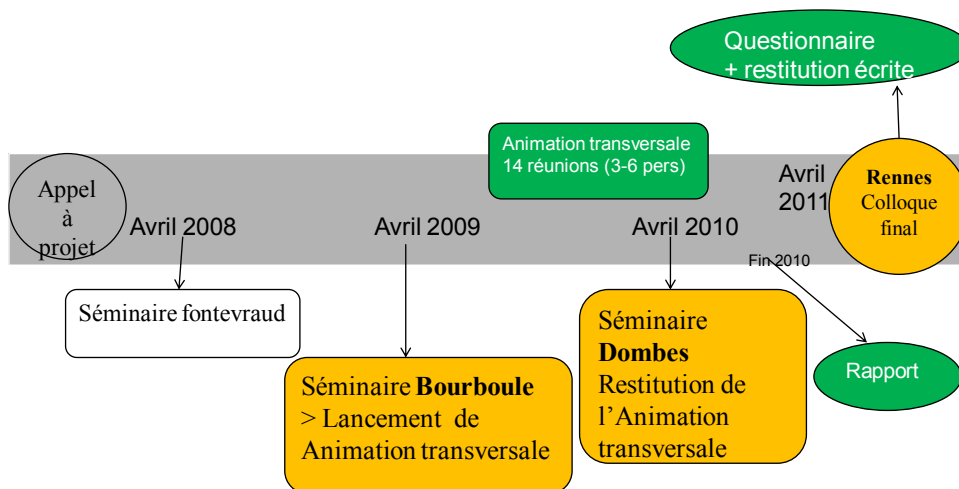 Questionnaire
+ restitution écrite
Animation transversale
14 réunions (3-6 pers)
Appel
à
projet
Avril 2008
Avril 2009
Avril 2010
Avril
2011
Rennes
Colloque
final
Fin 2010
Séminaire fontevraud
Séminaire Bourboule
> Lancement de
Animation transversale
Séminaire
Dombes
Restitution de
l’Animation
transversale
Rapport